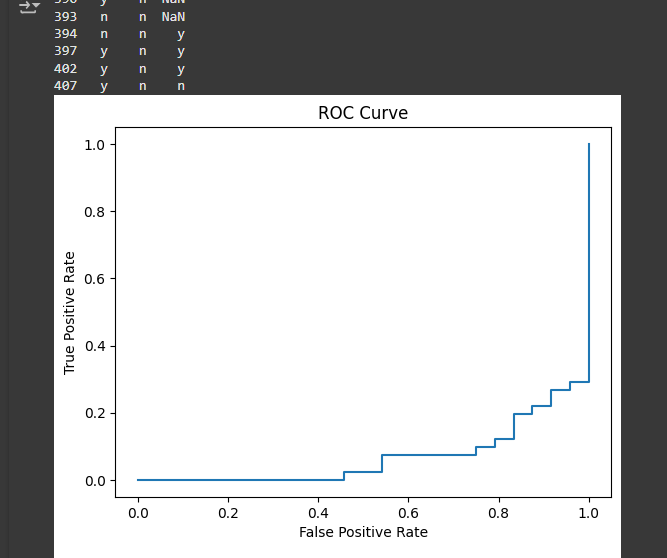 390 y n NaN
393 n n NaN
394 n n y
397 y n y
402 y n y
407 y n n
ROC Curve
1.0
0.8
0.6
0.4
0.2
0.0
True Positive Rate
0.0 0.2 0.4 0.6 0.8 1.0
False Positive Rate